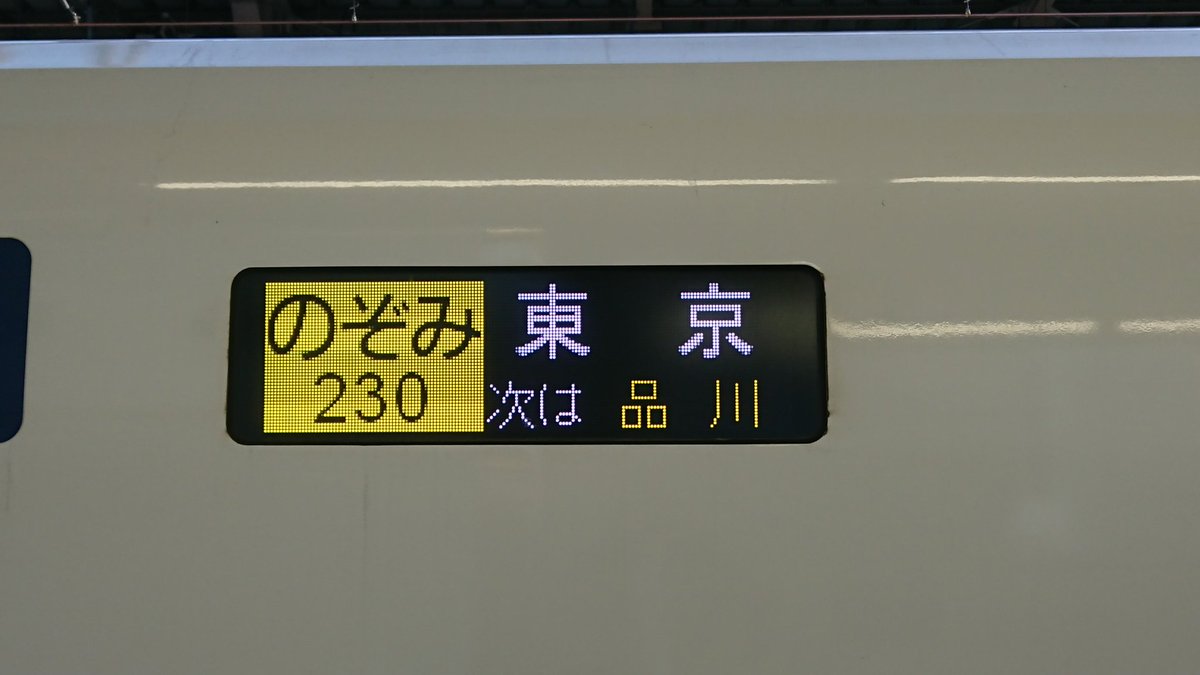 のぞみ 東京
230 次は 品川